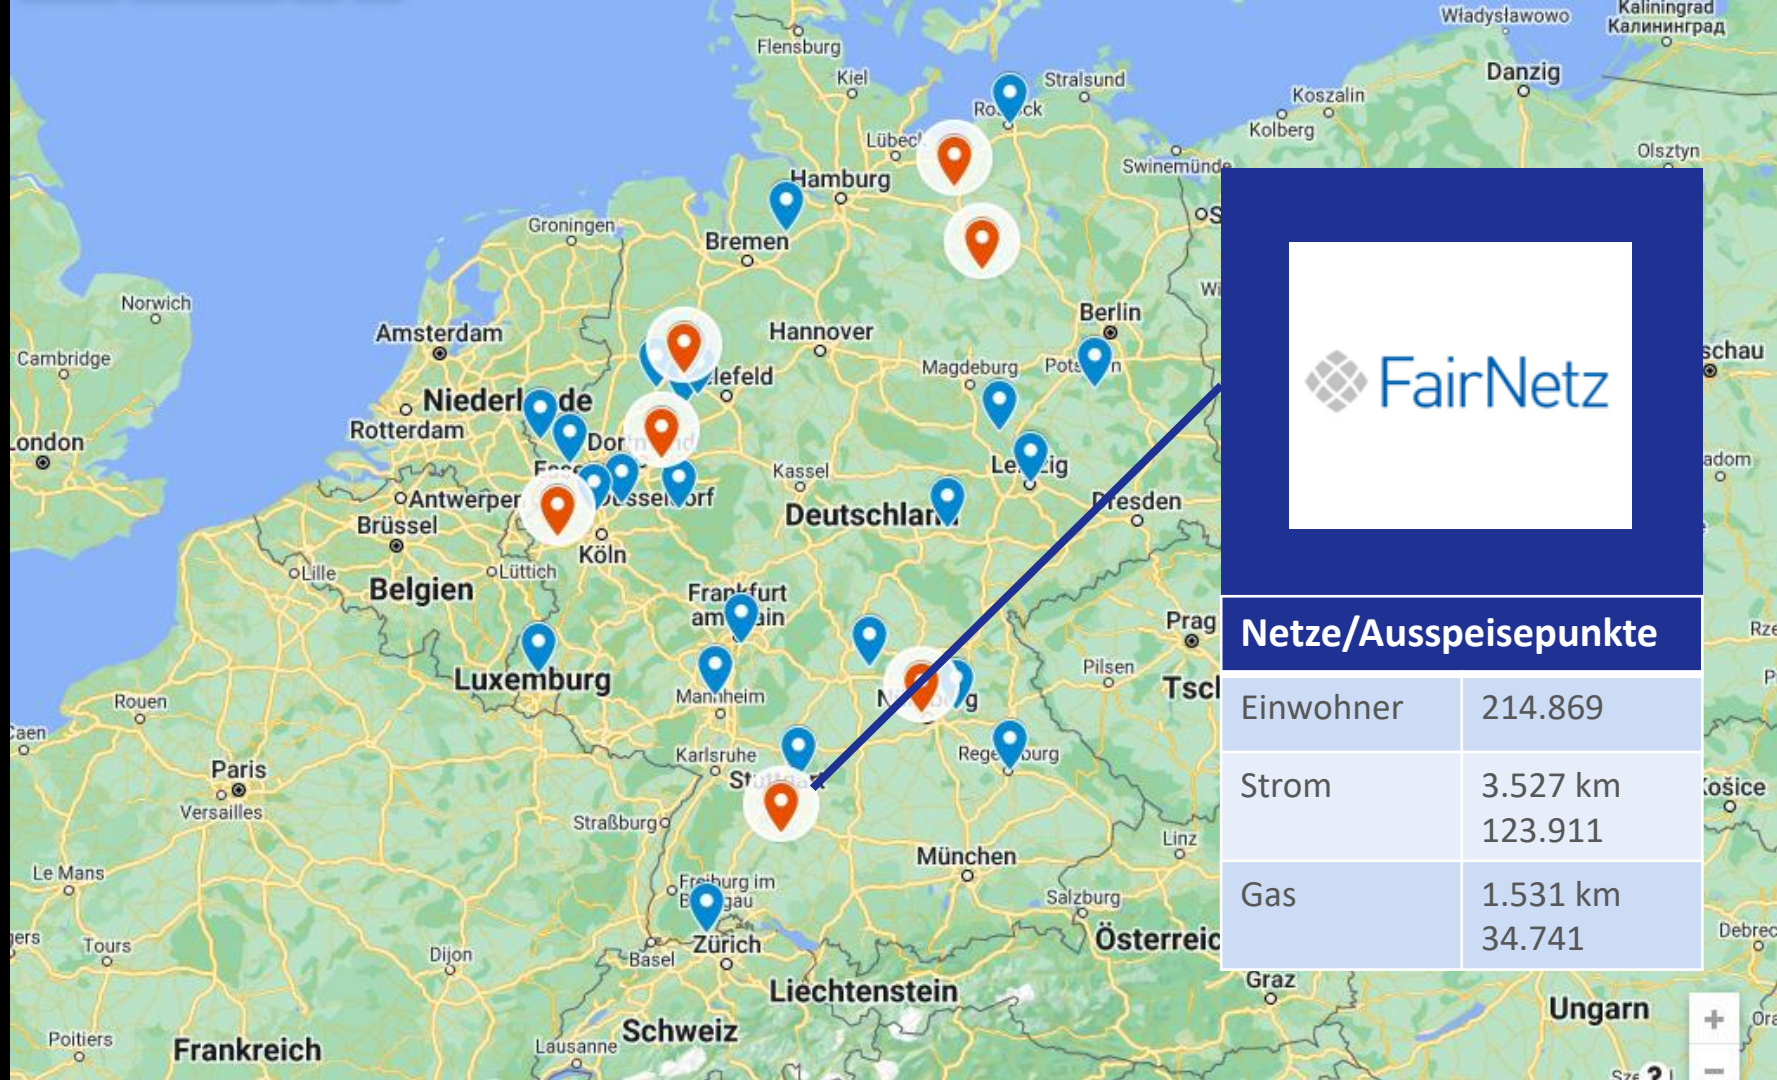 Flensburg
Kiel
Stralsund
Koszalin
Kolberg
Władysławowo
Kaliningrad
Калининград
Danzig
Olsztyn
Swinemünde
Hamburg
Bremen
Groningen
Norwich
Cambridge
London
Amsterdam
Rotterdam
Hannover
Berlin
Magdeburg
Kassel
Deutschland
Dresden
Antwerpen
Brüssel
Lille
Lüttich
Belgien
Köln
Frankfurt
Luxemburg
Mannheim
Karlsruhe
Prag
Pilsen
Rouen
Paris
Versailles
Straßburg
München
Linz
Salzburg
Le Mans
Tours
Dijon
Freiburg im
Basel
Zürich
Liechtenstein
Schweiz
Lausanne
Poitiers
Frankreich
Graz
Ungarn
FairNetz
Netze/Ausspeisepunkte
Einwohner 214.869
Strom 3.527 km
123.911
Gas 1.531 km
34.741